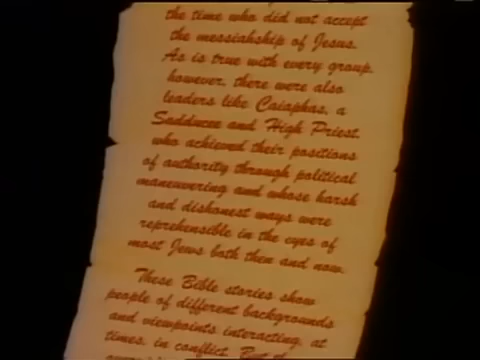 the time who did not accept
the messiahship of Jesus.
As is true with every group,
however, there were also
leaders like Caiaphas, a
Sadducee and High Priest,
who achieved their positions
of authority through political
maneuvering and whose harsh
and dishonest ways were
reprehensible in the eyes of
most Jews both then and now.
These Bible stories show
people of different backgrounds
and viewpoints interacting, at
times, in conflict. But